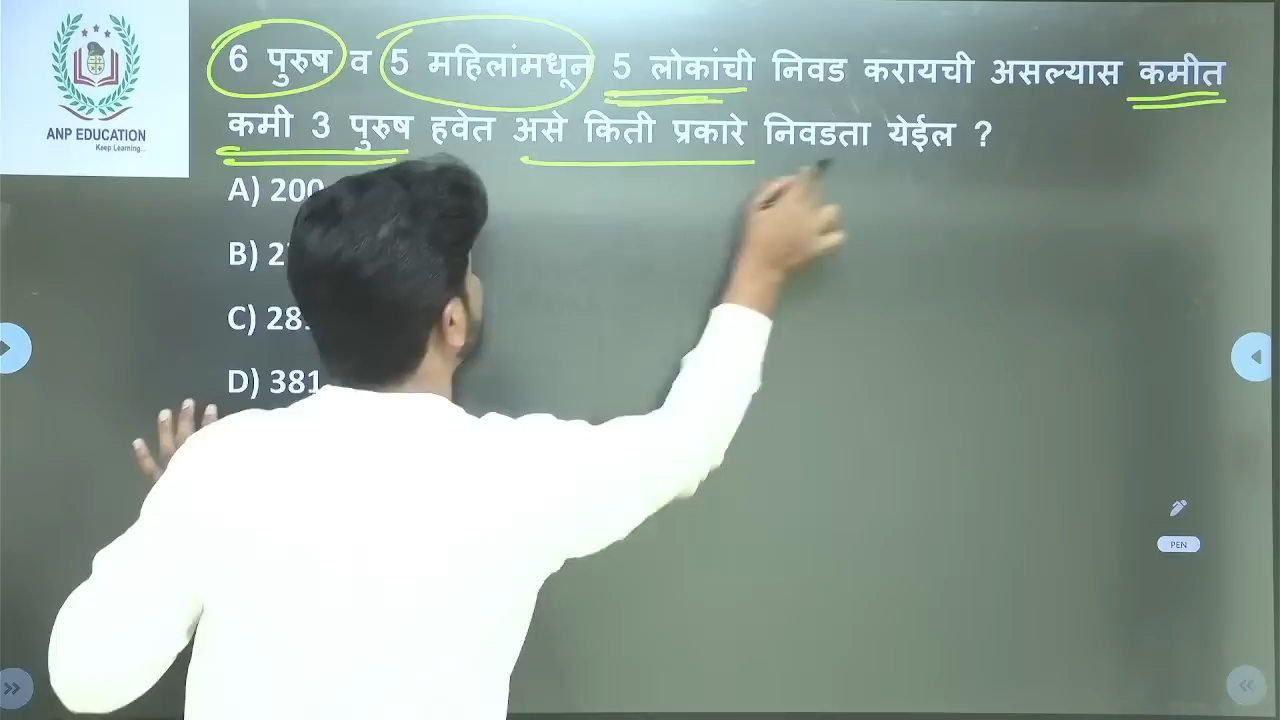 ANP EDUCATION
Keep Learning...
6 पुरुष व 5 महिलांमधून 5 लोकांची निवड करायची असल्यास कमीत
कमी 3 पुरुष हवेत असे किती प्रकारे निवडता येईल ?
A) 200
B) 2
C) 28
D) 381
PEN